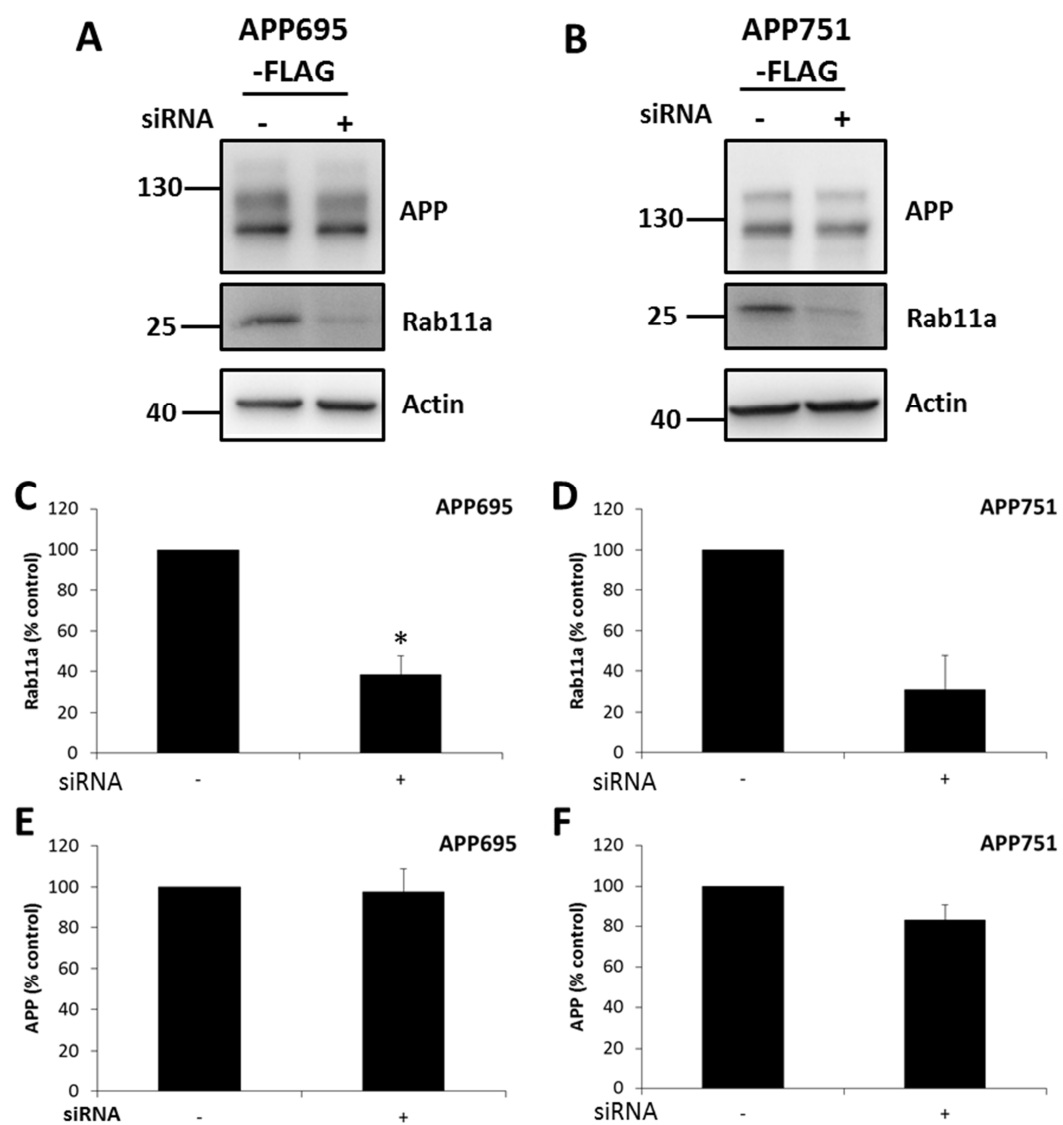 A
APP695
-FLAG
siRNA - +
130
APP
25
Rab11a
40
Actin
B
APP751
-FLAG
siRNA - +
130
APP
25
Rab11a
40
Actin
C
APP695
Rab11a (% control)
120
100
80
60
40
20
0
*
siRNA - +
D
APP751
Rab11a (% control)
120
100
80
60
40
20
0
siRNA - +
E
APP695
APP (% control)
120
100
80
60
40
20
0
siRNA - +
F
APP751
APP (% control)
120
100
80
60
40
20
0
siRNA - +